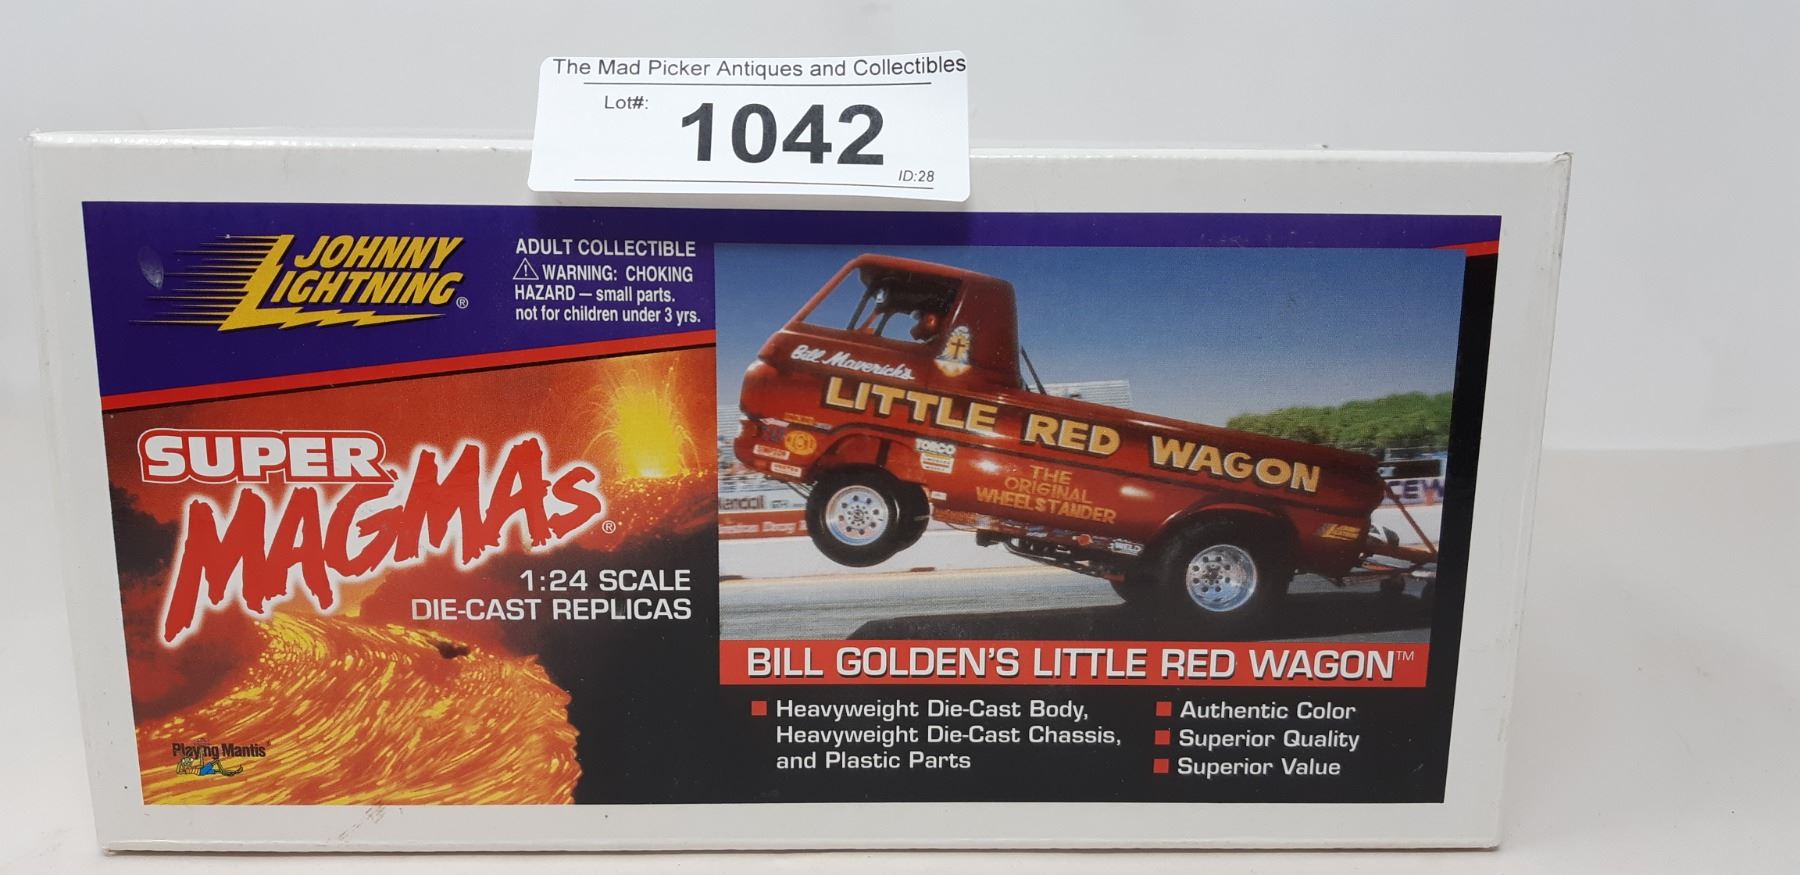 The Mad Picker Antiques and Collectibles
Lot#:
1042
ID:28
JOHNNY
LIGHTNING®
ADULT COLLECTIBLE
⚠ WARNING: CHOKING
HAZARD — small parts.
not for children under 3 yrs.
SUPER
MAGMAs®
1:24 SCALE
DIE-CAST REPLICAS
Playing Mantis
Bill Maverick's
LITTLE RED WAGON
TORCO
THE
ORIGINAL
WHEELSTANDER
WELD
BILL GOLDEN'S LITTLE RED WAGON™
Heavyweight Die-Cast Body,
Heavyweight Die-Cast Chassis,
and Plastic Parts
Authentic Color
Superior Quality
Superior Value